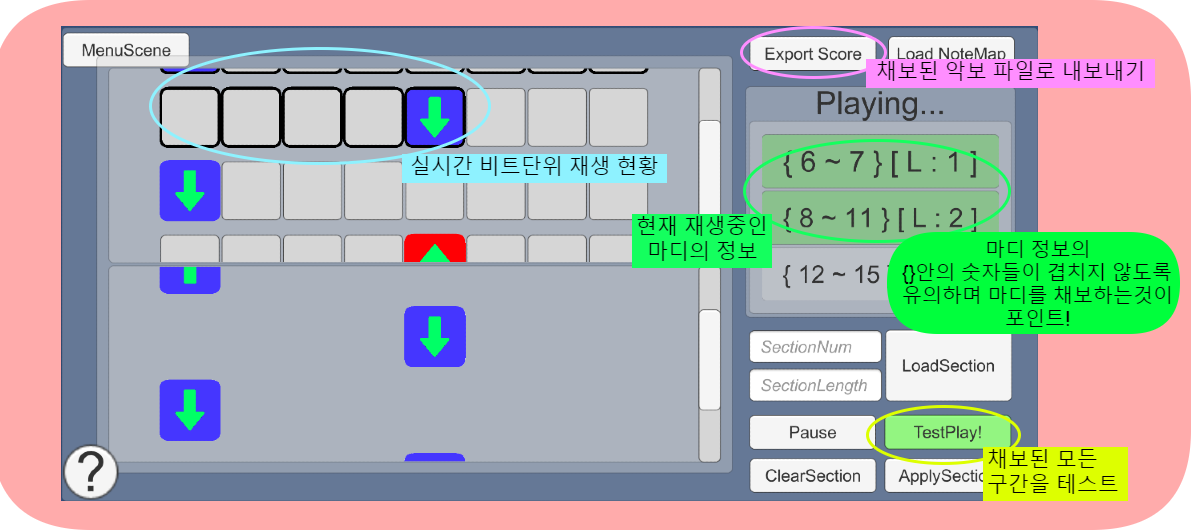 MenuScene
Export Score
Load NoteMap
채보된 악보 파일로 내보내기
Playing...
{ 6 ~ 7 } [ L : 1 ]
실시간 비트단위 재생 현황
{ 8 ~ 11 } [ L : 2 ]
현재 재생중인
마디의 정보
{ 12 ~ 15
마디 정보의
{}안의 숫자들이 겹치지 않도록
유의하며 마디를 채보하는것이
포인트!
SectionNum
SectionLength
LoadSection
Pause
TestPlay!
ClearSection
ApplySectio
채보된 모든
구간을 테스트
?